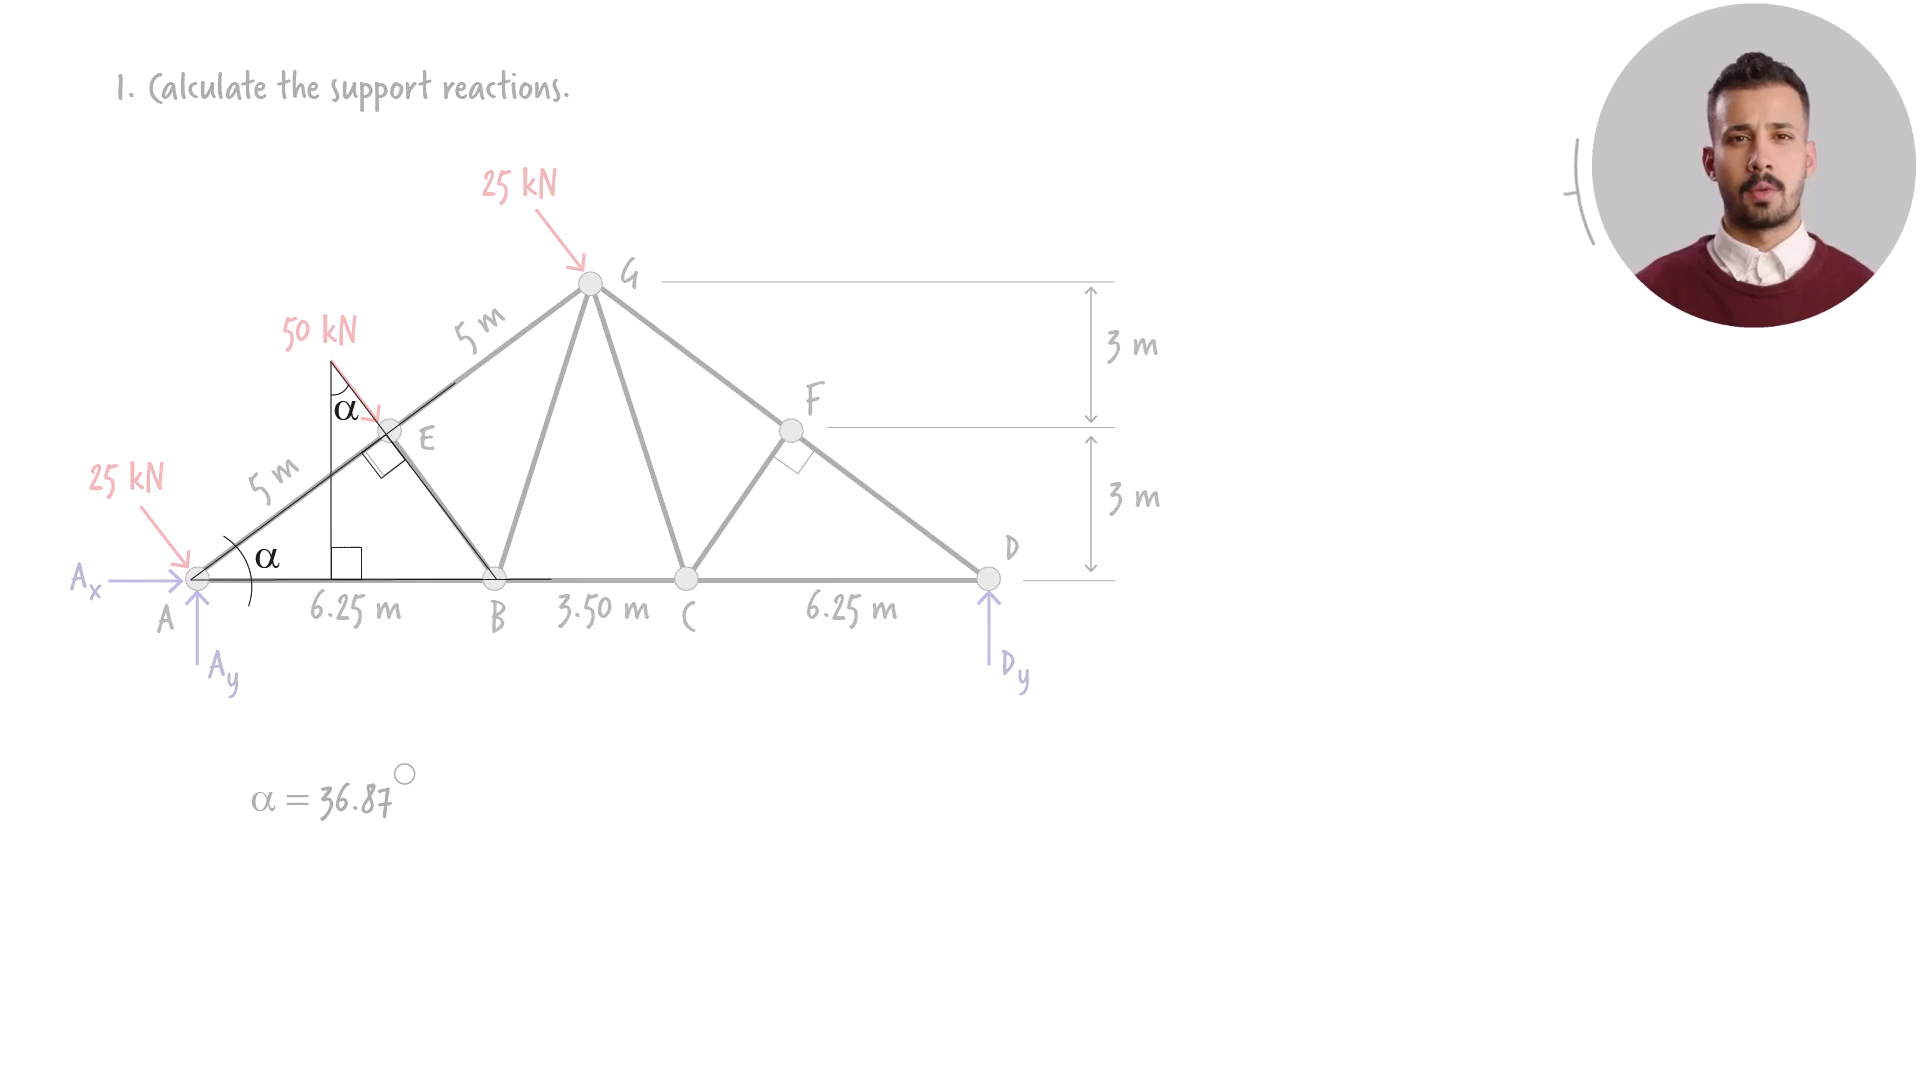 1. Calculate the support reactions.
25 kN
G
5 m
3 m
50 kN
α
F
E
5 m
25 kN
3 m
α
D
Ax
A
6.25 m
B
3.50 m
C
6.25 m
Ay
Dy
α = 36.87°